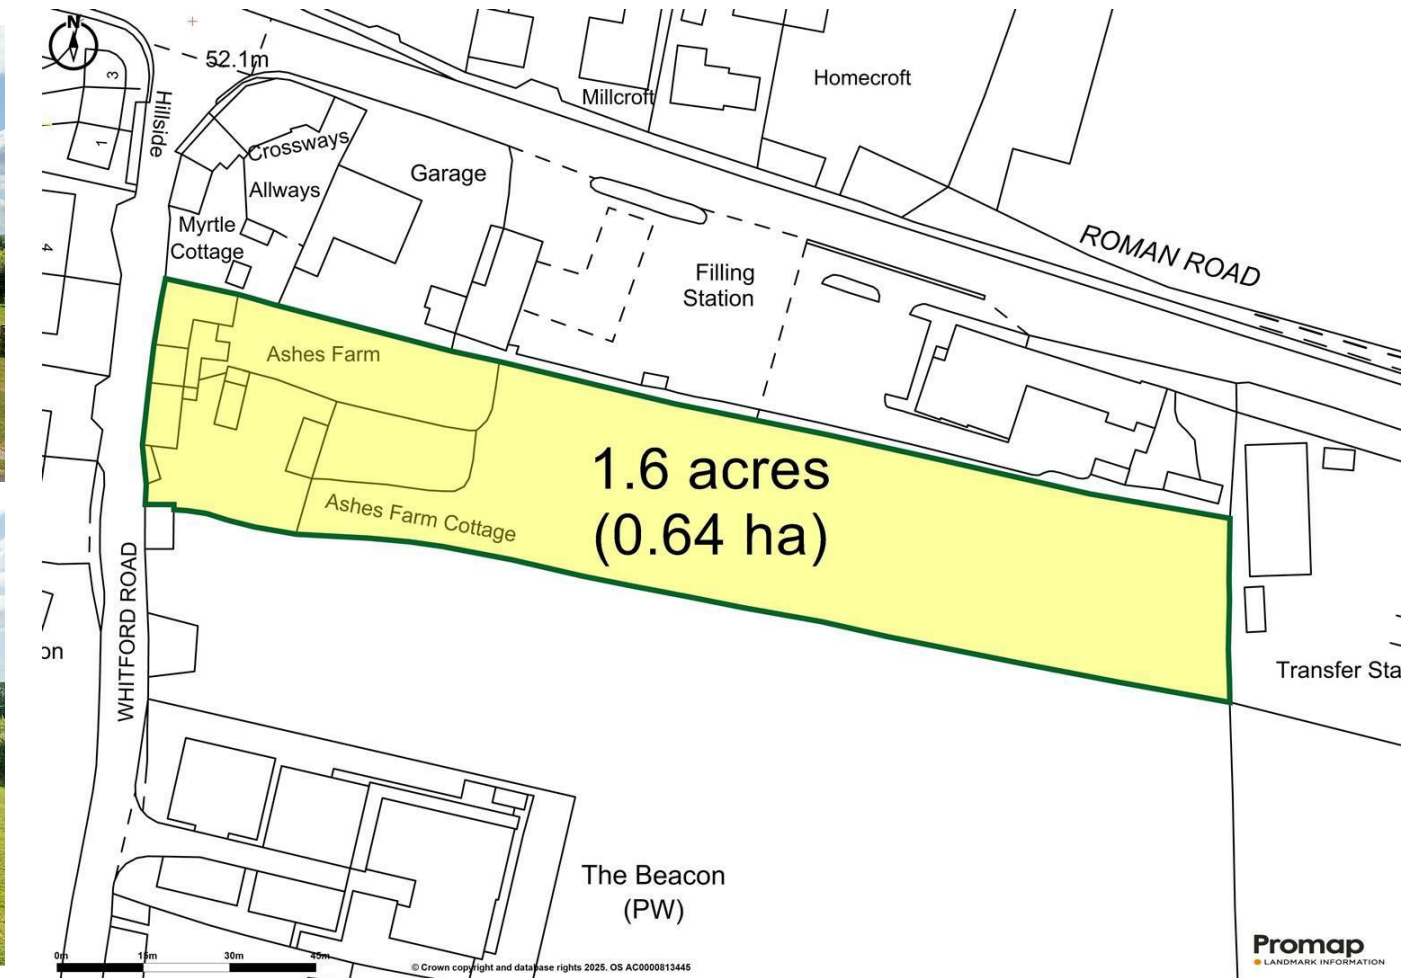 N
52.1m
3
1
Hillside
Crossways
Allways
Myrtle
Cottage
4
Garage
Millcroft
Homecroft
ROMAN ROAD
Filling
Station
Ashes Farm
1.6 acres
(0.64 ha)
Ashes Farm Cottage
WHITFORD ROAD
on
Transfer Sta
The Beacon
(PW)
0m 15m 30m 45m
© Crown copyright and database rights 2025. OS AC0000813445
Promap
LANDMARK INFORMATION